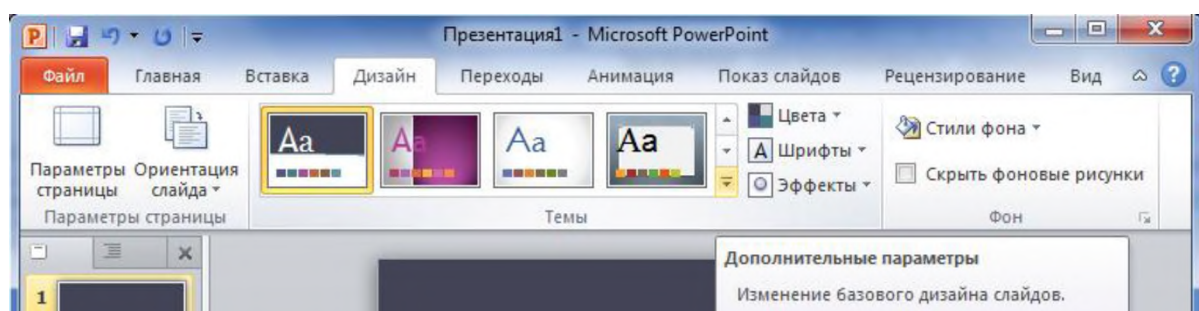 Презентация1 - Microsoft PowerPoint
Файл Главная Вставка Дизайн Переходы Анимация Показ слайдов Рецензирование Вид
Параметры страницы
Ориентация слайда
Параметры страницы
Aa Aa Aa Aa
Темы
Цвета
Шрифты
Эффекты
Стили фона
Скрыть фоновые рисунки
Фон
1
Дополнительные параметры
Изменение базового дизайна слайдов.